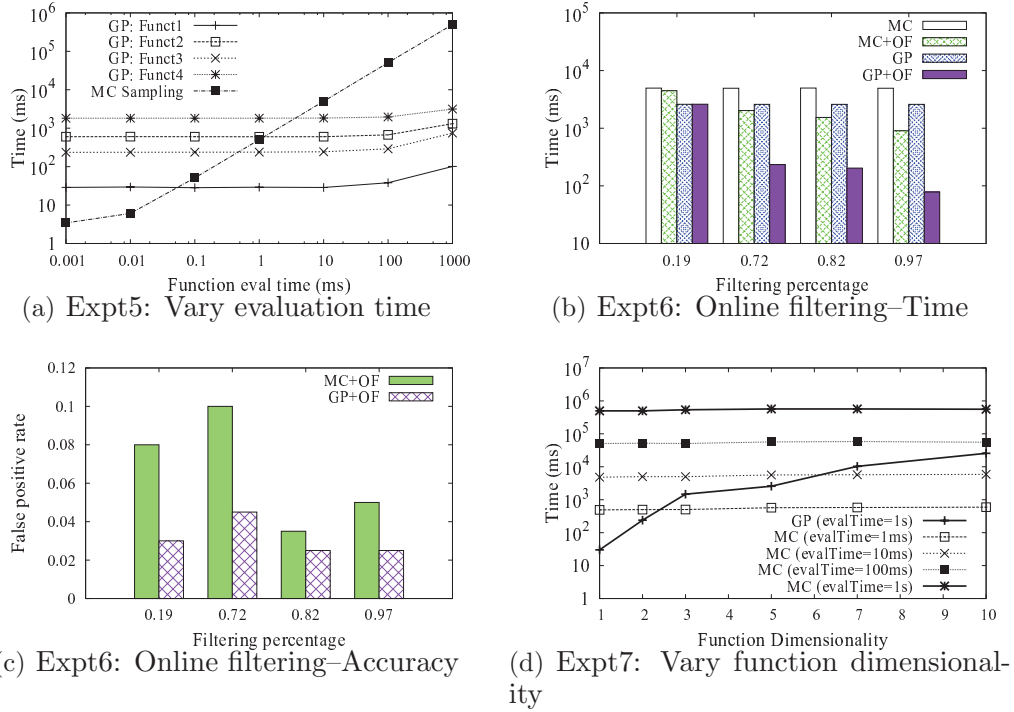 10^6
10^5
10^4
10^3
10^2
10
1
Time (ms)
GP: Funct1
GP: Funct2
GP: Funct3
GP: Funct4
MC Sampling
0.001 0.01 0.1 1 10 100 1000
Function eval time (ms)
(a) Expt5: Vary evaluation time
10^5
10^4
10^3
10^2
10
Time (ms)
MC
MC+OF
GP
GP+OF
0.19 0.72 0.82 0.97
Filtering percentage
(b) Expt6: Online filtering–Time
0.12
0.1
0.08
0.06
0.04
0.02
0
False positive rate
MC+OF
GP+OF
0.19 0.72 0.82 0.97
Filtering percentage
(c) Expt6: Online filtering–Accuracy
10^7
10^6
10^5
10^4
10^3
10^2
10
1
Time (ms)
GP (evalTime=1s)
MC (evalTime=1ms)
MC (evalTime=10ms)
MC (evalTime=100ms)
MC (evalTime=1s)
1 2 3 4 5 6 7 8 9 10
Function Dimensionality
(d) Expt7: Vary function dimensional-
ity